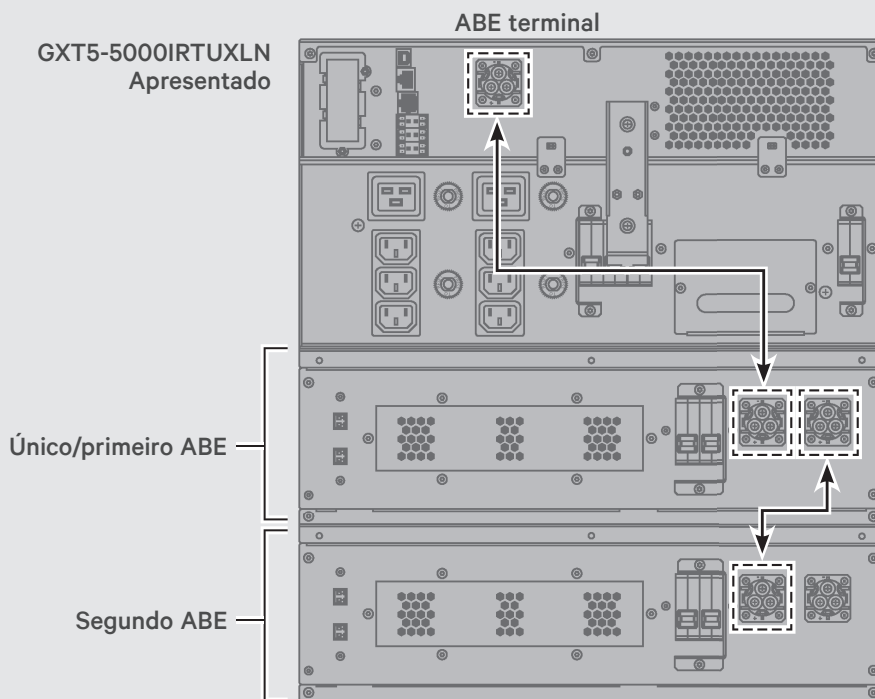 ABE terminal
GXT5-5000IRTUXLN
Apresentado
Único/primeiro ABE
Segundo ABE